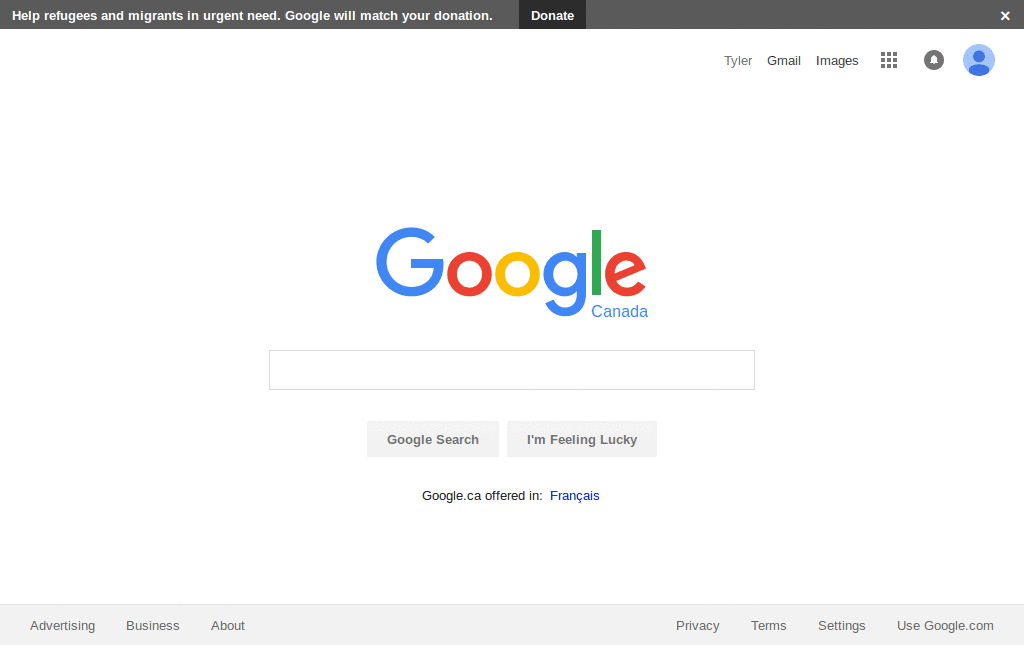 Help refugees and migrants in urgent need. Google will match your donation. Donate ×
Tyler Gmail Images
Google
Canada
Google Search I'm Feeling Lucky
Google.ca offered in: Français
Advertising Business About Privacy Terms Settings Use Google.com